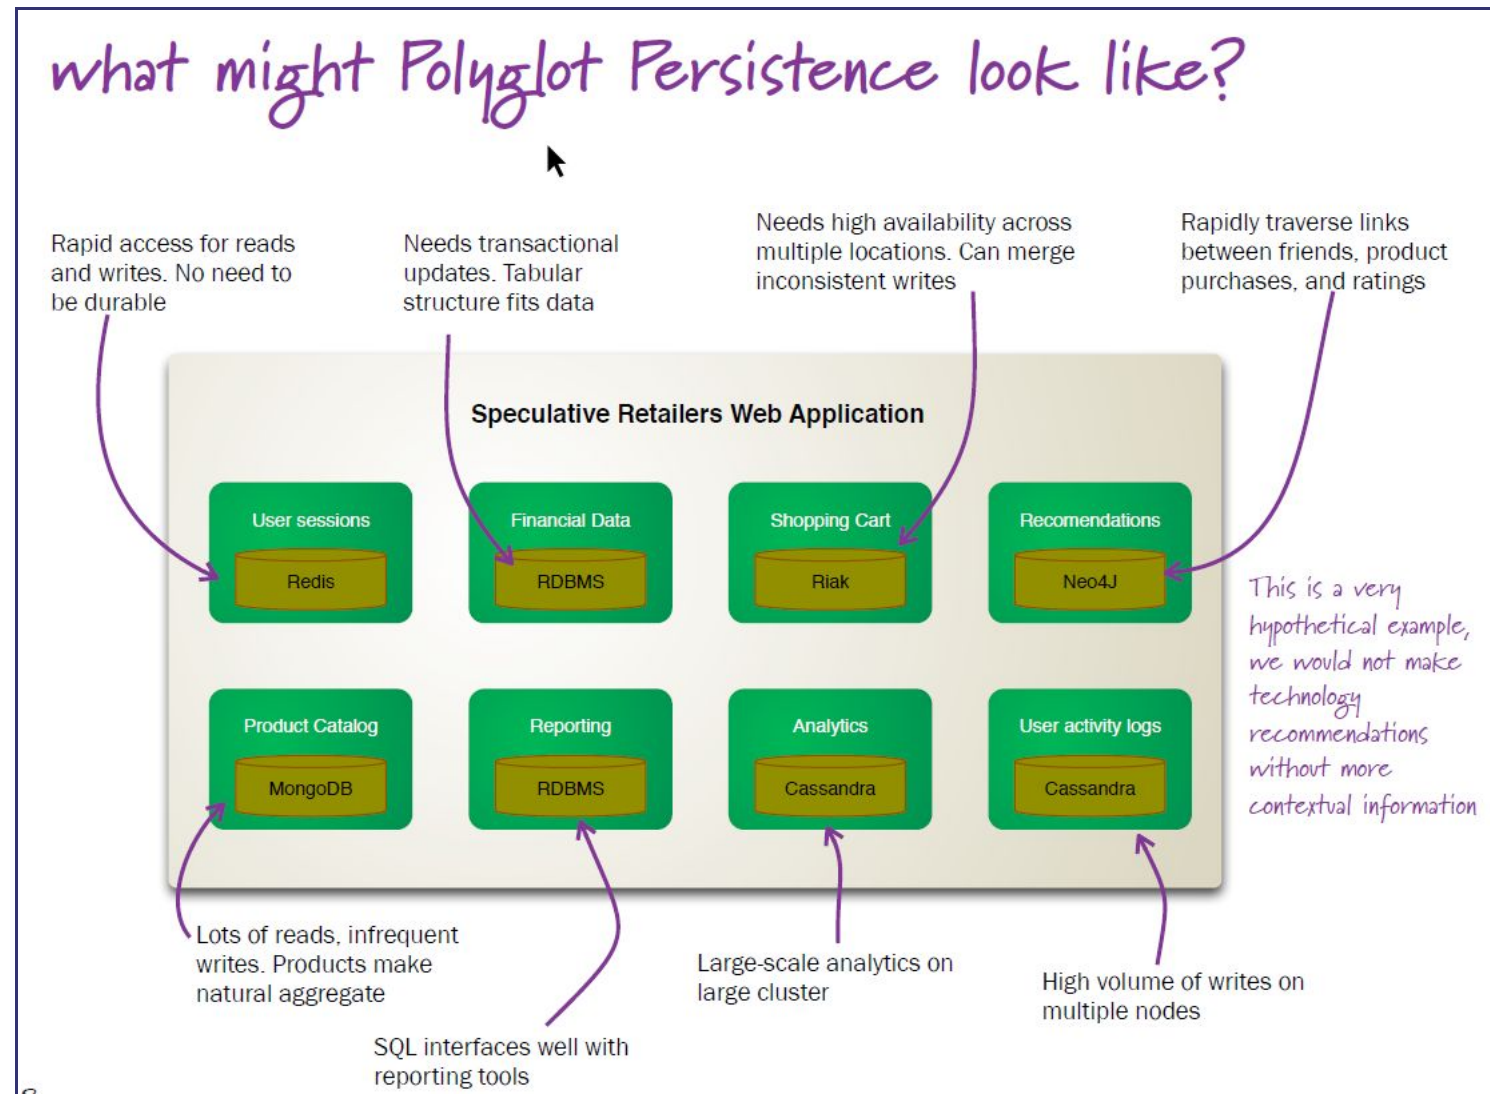 what might Polyglot Persistence look like?
Rapid access for reads
and writes. No need to
be durable
Needs transactional
updates. Tabular
structure fits data
Needs high availability across
multiple locations. Can merge
inconsistent writes
Rapidly traverse links
between friends, product
purchases, and ratings
Speculative Retailers Web Application
User sessions
Redis
Financial Data
RDBMS
Shopping Cart
Riak
Recomendations
Neo4J
This is a very
hypothetical example,
we would not make
technology
recommendations
without more
contextual information
Product Catalog
MongoDB
Reporting
RDBMS
Analytics
Cassandra
User activity logs
Cassandra
Lots of reads, infrequent
writes. Products make
natural aggregate
SQL interfaces well with
reporting tools
Large-scale analytics on
large cluster
High volume of writes on
multiple nodes